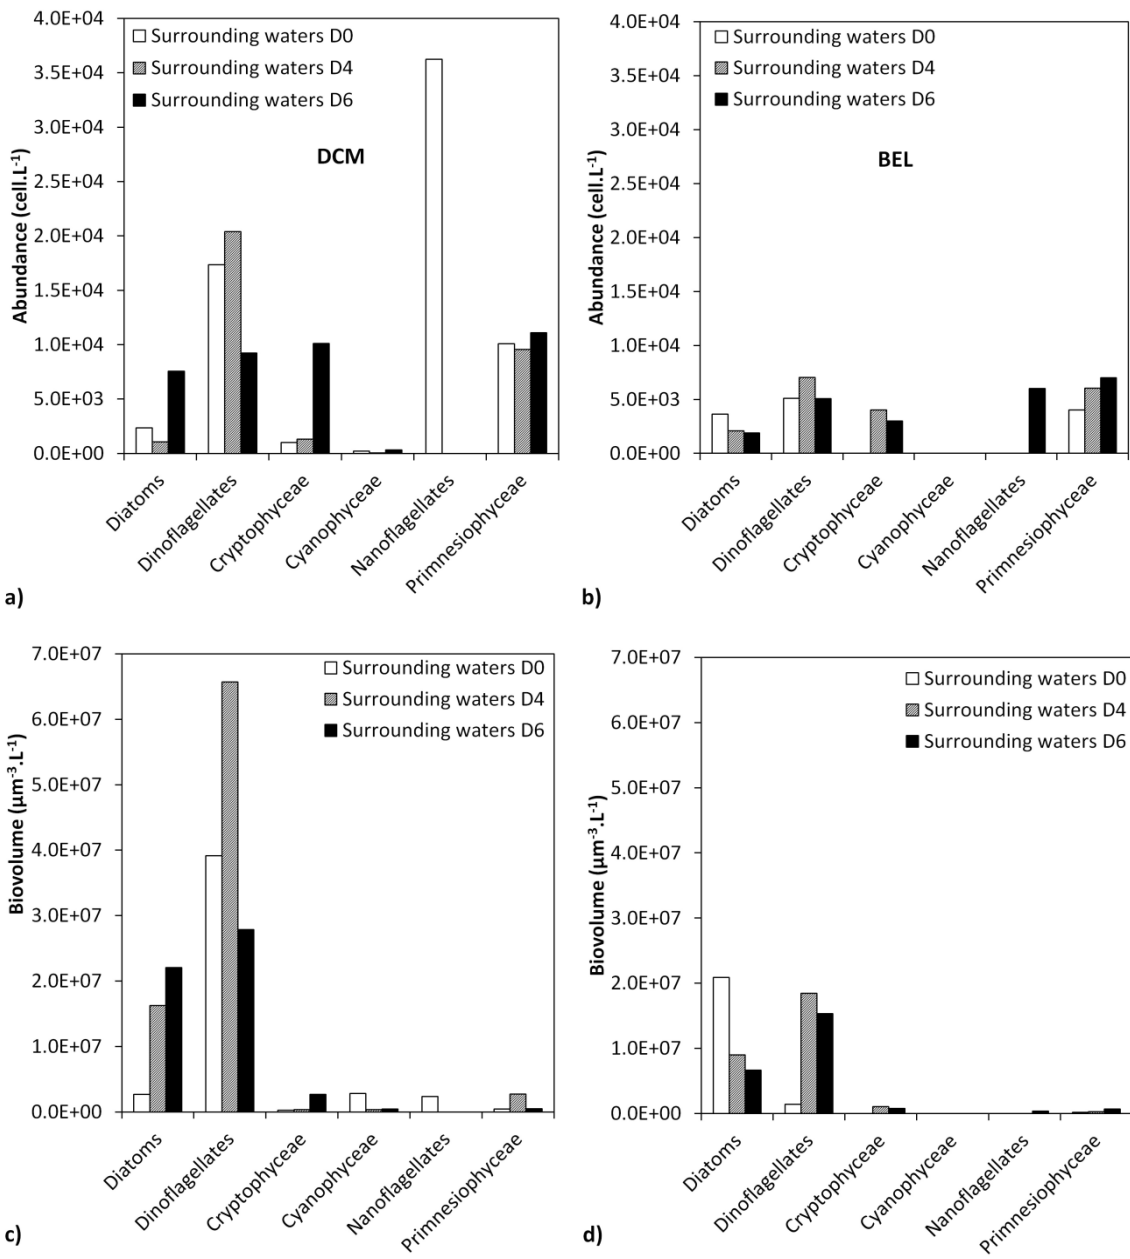 4.0E+04
3.5E+04
3.0E+04
2.5E+04
2.0E+04
1.5E+04
1.0E+04
5.0E+03
0.0E+00
Abundance (cell.L⁻¹)
Surrounding waters D0
Surrounding waters D4
Surrounding waters D6
DCM
Diatoms
Dinoflagellates
Cryptophyceae
Cyanophyceae
Nanoflagellates
Primnesiophyceae
a)
4.0E+04
3.5E+04
3.0E+04
2.5E+04
2.0E+04
1.5E+04
1.0E+04
5.0E+03
0.0E+00
Abundance (cell.L⁻¹)
Surrounding waters D0
Surrounding waters D4
Surrounding waters D6
BEL
Diatoms
Dinoflagellates
Cryptophyceae
Cyanophyceae
Nanoflagellates
Primnesiophyceae
b)
7.0E+07
6.0E+07
5.0E+07
4.0E+07
3.0E+07
2.0E+07
1.0E+07
0.0E+00
Biovolume (µm⁻³.L⁻¹)
Surrounding waters D0
Surrounding waters D4
Surrounding waters D6
Diatoms
Dinoflagellates
Cryptophyceae
Cyanophyceae
Nanoflagellates
Primnesiophyceae
c)
7.0E+07
6.0E+07
5.0E+07
4.0E+07
3.0E+07
2.0E+07
1.0E+07
0.0E+00
Biovolume (µm⁻³.L⁻¹)
Surrounding waters D0
Surrounding waters D4
Surrounding waters D6
Diatoms
Dinoflagellates
Cryptophyceae
Cyanophyceae
Nanoflagellates
Primnesiophyceae
d)